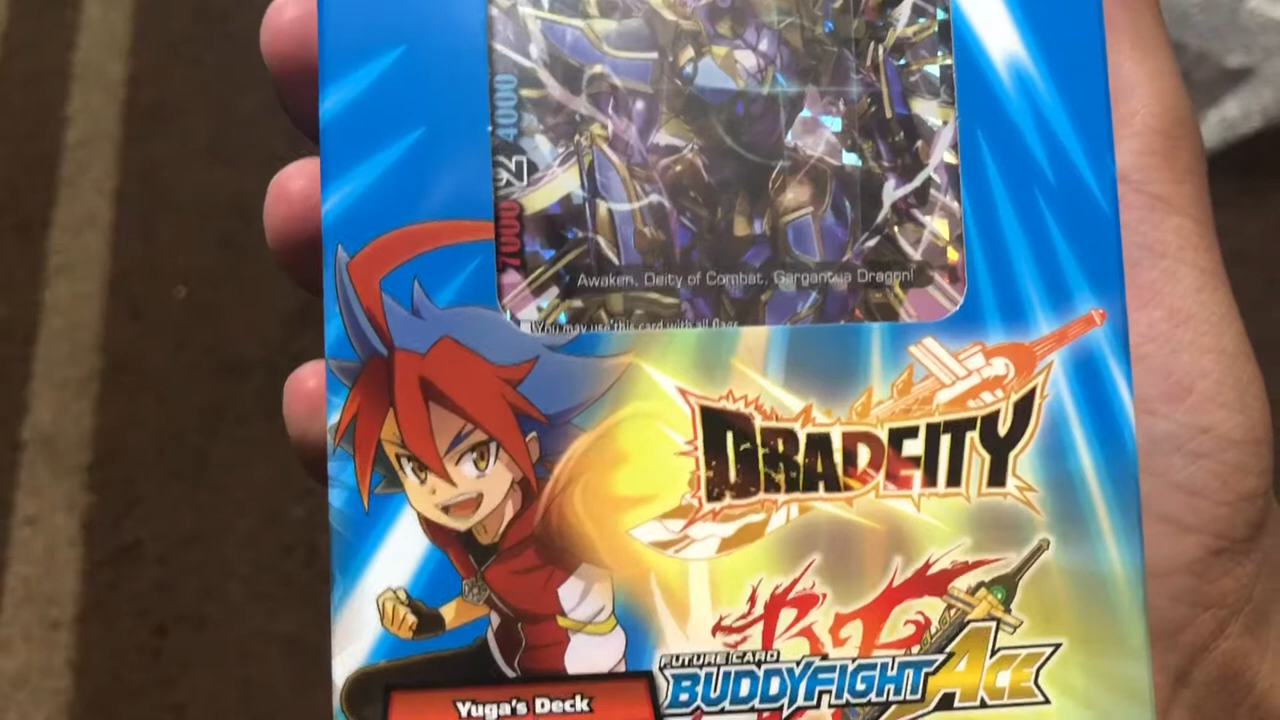 4000
2
7000
Awaken, Deity of Combat, Gargantua Dragon!
You may use this card with all flags
DRADEITY
FUTURE CARD
BUDDYFIGHT ACE
Yuga's Deck